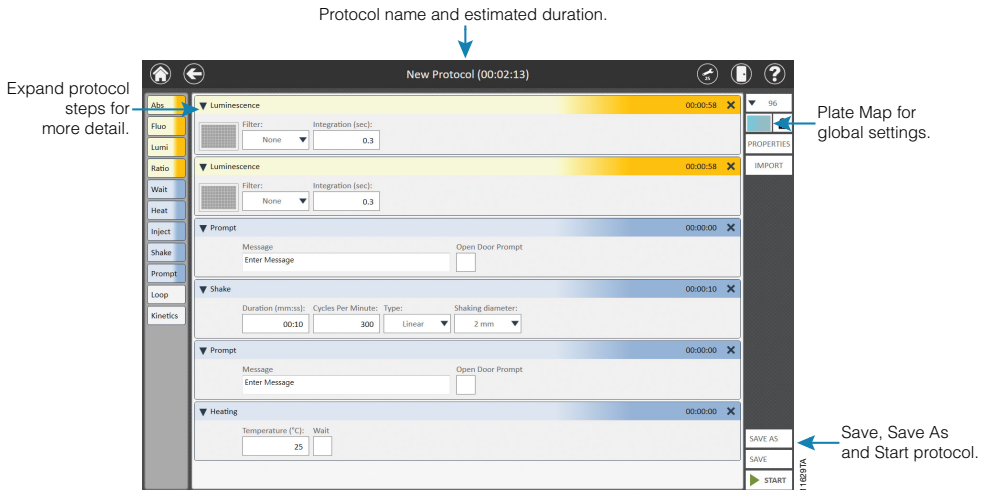 Protocol name and estimated duration.
New Protocol (00:02:13)
25
?
Expand protocol
steps for
more detail.
Abs
Fluo
Lumi
Ratio
Wait
Heat
Inject
Shake
Prompt
Loop
Kinetics
Luminescence 00:00:58
Filter: Integration (sec):
None 0.3
Luminescence 00:00:58
Filter: Integration (sec):
None 0.3
Prompt 00:00:00
Message Open Door Prompt
Enter Message
Shake 00:00:10
Duration (mm:ss): Cycles Per Minute: Type: Shaking diameter:
00:10 300 Linear 2 mm
Prompt 00:00:00
Message Open Door Prompt
Enter Message
Heating 00:00:00
Temperature (°C): Wait
25
96
PROPERTIES
IMPORT
Plate Map for
global settings.
SAVE AS
SAVE
START
Save, Save As
and Start protocol.
11629TA